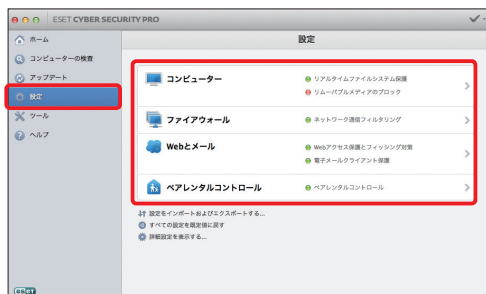 ESET CYBER SECURITY PRO
ホーム
設定
コンピューターの検査
アップデート
設定
ツール
ヘルプ
コンピューター
リアルタイムファイルシステム保護
リムーバブルメディアのブロック
ファイアウォール
ネットワーク通信フィルタリング
Webとメール
Webアクセス保護とフィッシング対策
電子メールクライアント保護
ペアレンタルコントロール
ペアレンタルコントロール
設定をインポートおよびエクスポートする...
すべての設定を既定値に戻す
詳細設定を表示する...
eset